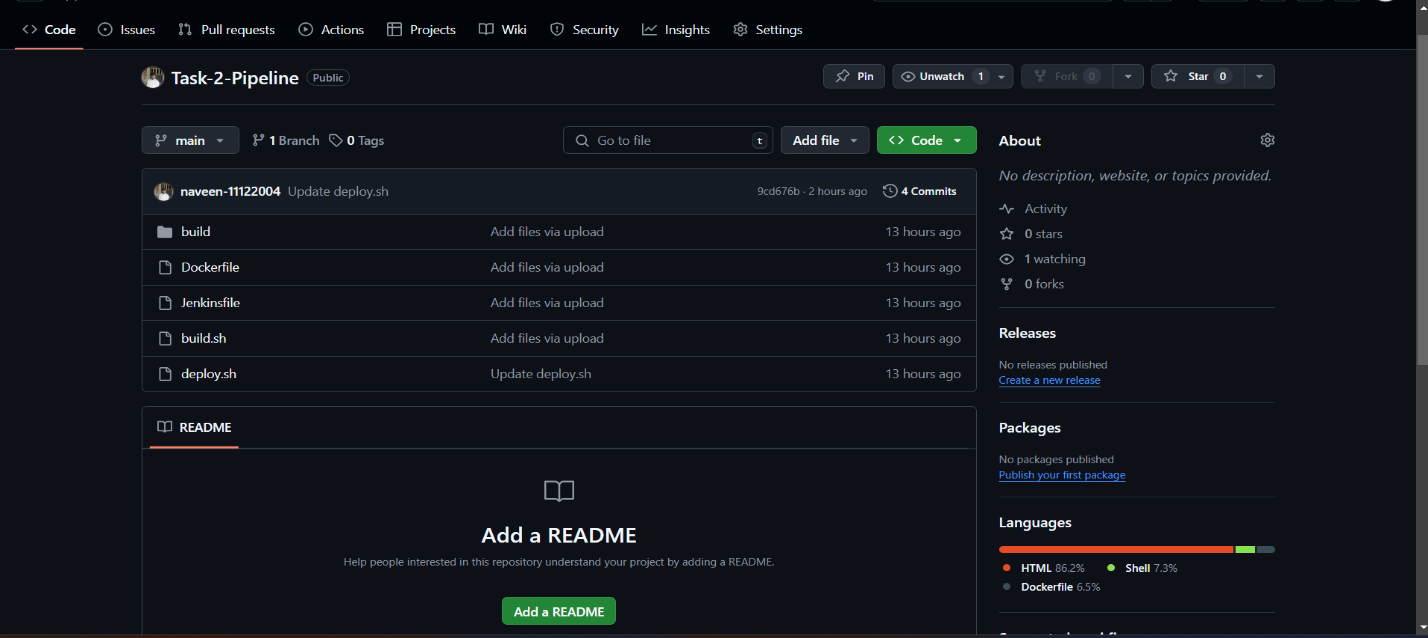 Code Issues Pull requests Actions Projects Wiki Security Insights Settings
Task-2-Pipeline Public
Pin Unwatch 1 Fork 0 Star 0
main 1 Branch 0 Tags Go to file t Add file Code
naveen-11122004 Update deploy.sh 9cd676b · 2 hours ago 4 Commits
build Add files via upload 13 hours ago
Dockerfile Add files via upload 13 hours ago
Jenkinsfile Add files via upload 13 hours ago
build.sh Add files via upload 13 hours ago
deploy.sh Update deploy.sh 13 hours ago
README
Add a README
Help people interested in this repository understand your project by adding a README.
Add a README
About
No description, website, or topics provided.
Activity
0 stars
1 watching
0 forks
Releases
No releases published
Create a new release
Packages
No packages published
Publish your first package
Languages
HTML 86.2% Shell 7.3%
Dockerfile 6.5%